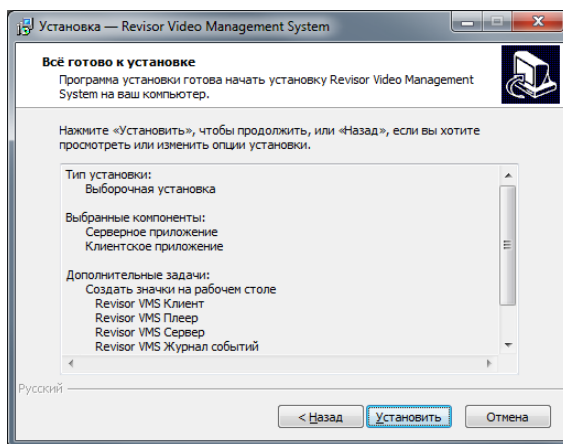 Установка — Revisor Video Management System
Всё готово к установке
Программа установки готова начать установку Revisor Video Management
System на ваш компьютер.
Нажмите «Установить», чтобы продолжить, или «Назад», если вы хотите
просмотреть или изменить опции установки.
Тип установки:
Выборочная установка
Выбранные компоненты:
Серверное приложение
Клиентское приложение
Дополнительные задачи:
Создать значки на рабочем столе
Revisor VMS Клиент
Revisor VMS Плеер
Revisor VMS Сервер
Revisor VMS Журнал событий
Русский
< Назад Установить Отмена